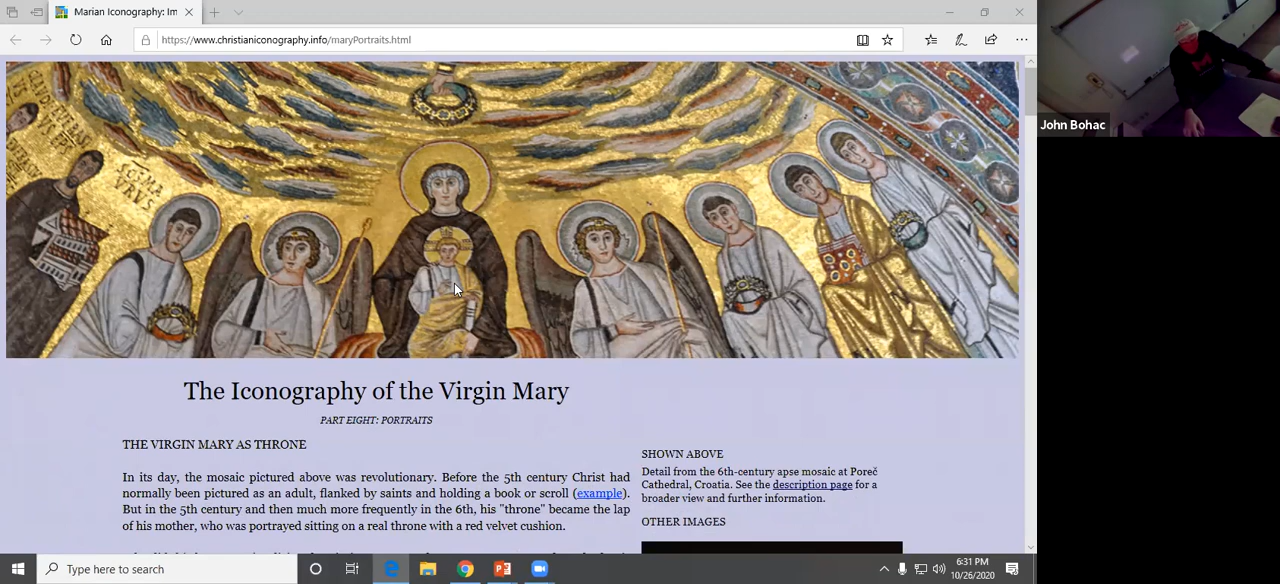 Marian Iconography: Im
https://www.christianiconography.info/maryPortraits.html
John Bohac
The Iconography of the Virgin Mary
PART EIGHT: PORTRAITS
THE VIRGIN MARY AS THRONE
In its day, the mosaic pictured above was revolutionary. Before the 5th century Christ had
normally been pictured as an adult, flanked by saints and holding a book or scroll (example).
But in the 5th century and then much more frequently in the 6th, his "throne" became the lap
of his mother, who was portrayed sitting on a real throne with a red velvet cushion.
SHOWN ABOVE
Detail from the 6th-century apse mosaic at Poreč
Cathedral, Croatia. See the description page for a
broader view and further information.
OTHER IMAGES
Type here to search
6:31 PM
10/26/2020